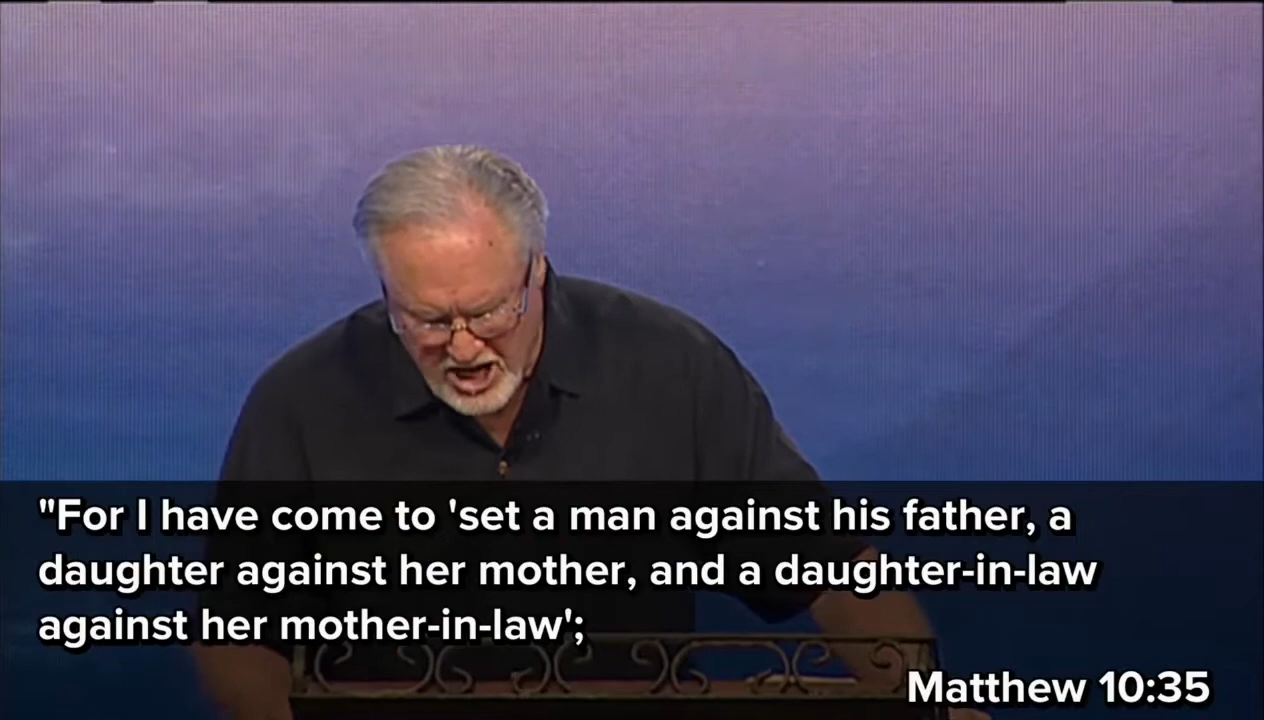 "For I have come to 'set a man against his father, a
daughter against her mother, and a daughter-in-law
against her mother-in-law';
Matthew 10:35